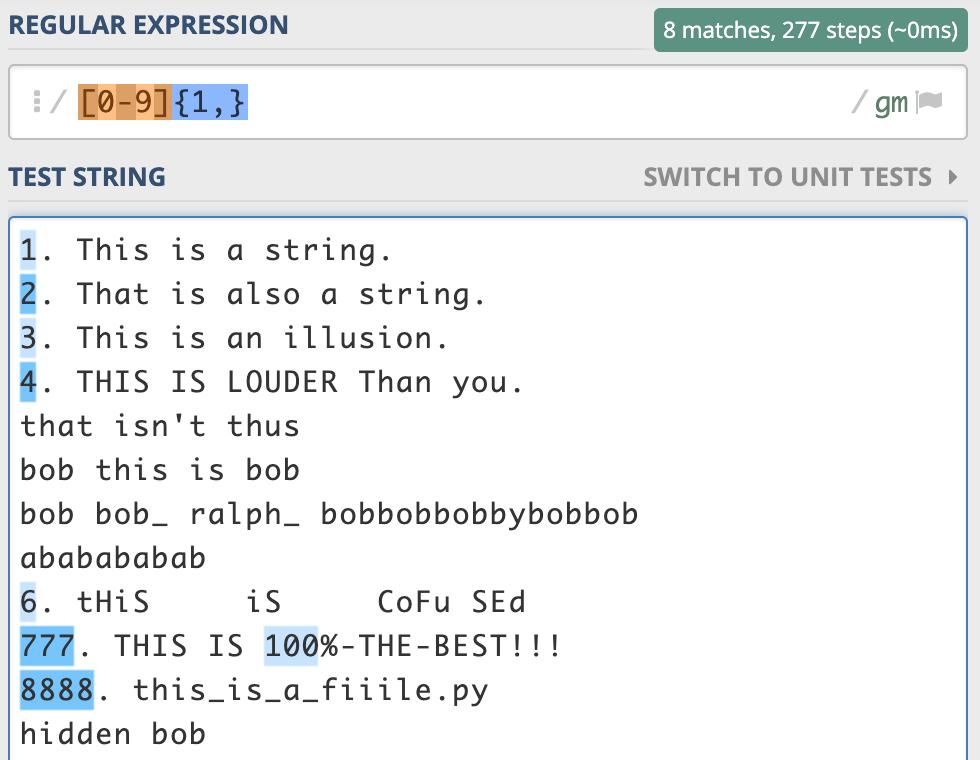 REGULAR EXPRESSION
8 matches, 277 steps (~0ms)
/ [0-9]{1,} / gm
TEST STRING
SWITCH TO UNIT TESTS
1. This is a string.
2. That is also a string.
3. This is an illusion.
4. THIS IS LOUDER Than you.
that isn't thus
bob this is bob
bob bob_ ralph_ bobbobbobbybobbob
ababababab
6. tHiS     iS     CoFu SEd
777. THIS IS 100%-THE-BEST!!!
8888. this_is_a_fiiile.py
hidden bob